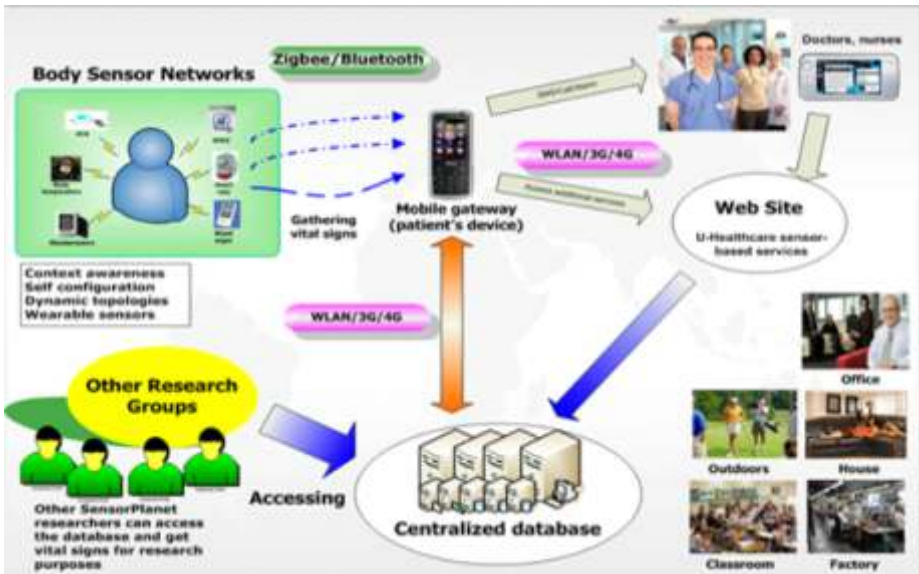 Zigbee/Bluetooth
Doctors, nurses
Body Sensor Networks
WLAN/3G/4G
Gathering
vital signs
Mobile gateway
(patient's device)
Web Site
U-Healthcare sensor-
based services
Context awareness
Self configuration
Dynamic topologies
Wearable sensors
WLAN/3G/4G
Other Research
Groups
Office
Outdoors
House
Accessing
Centralized database
Other SensorPlanet
researchers can access
the database and get
vital signs for research
purposes
Classroom
Factory